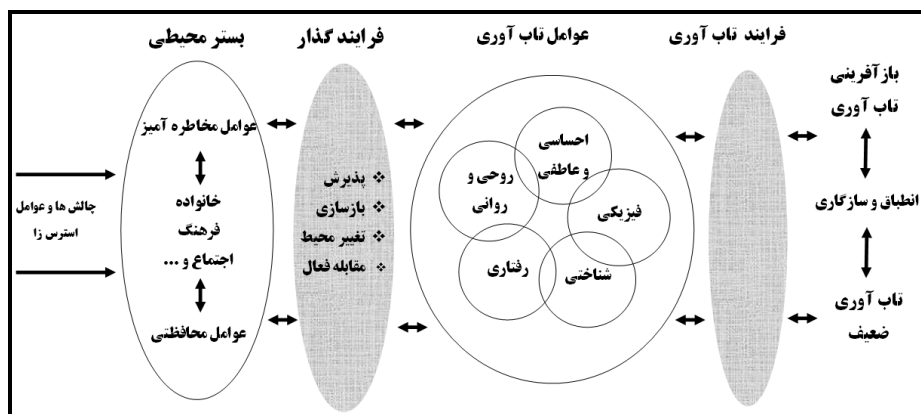 بستر محیطی
فرایند گذار
عوامل تاب آوری
فرایند تاب آوری
چالش ها و عوامل
استرس زا
عوامل مخاطره آمیز
خانواده
فرهنگ
اجتماع و ...
عوامل محافظتی
❖ پذیرش
❖ بازسازی
❖ تغییر محیط
❖ مقابله فعال
احساسی
و عاطفی
روحی و
روانی
فیزیکی
رفتاری
شناختی
بازآفرینی
تاب آوری
انطباق و سازگاری
تاب آوری
ضعیف